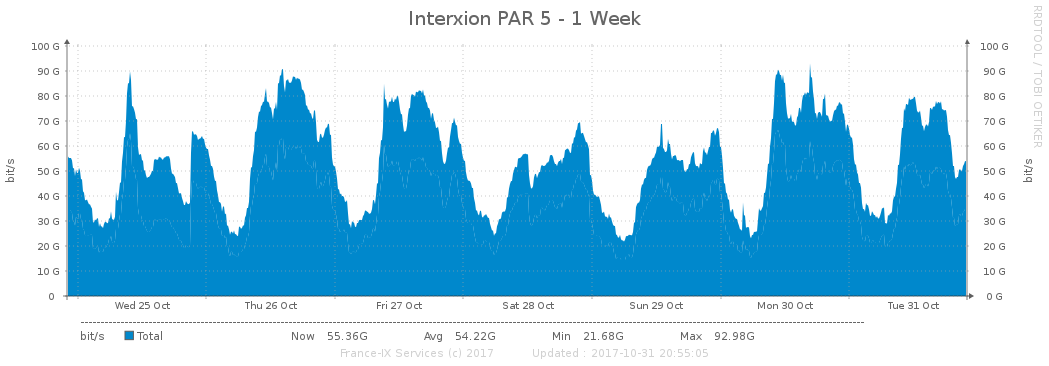 Interxion PAR 5 - 1 Week
RRDTOOL / TOBI OETIKER
100 G 100 G
90 G 90 G
80 G 80 G
70 G 70 G
60 G 60 G
50 G 50 G
40 G 40 G
30 G 30 G
20 G 20 G
10 G 10 G
0 0 G
bit/s bit/s
Wed 25 Oct Thu 26 Oct Fri 27 Oct Sat 28 Oct Sun 29 Oct Mon 30 Oct Tue 31 Oct
bit/s Total Now 55.36G Avg 54.22G Min 21.68G Max 92.98G
France-IX Services (c) 2017 Updated : 2017-10-31 20:55:05